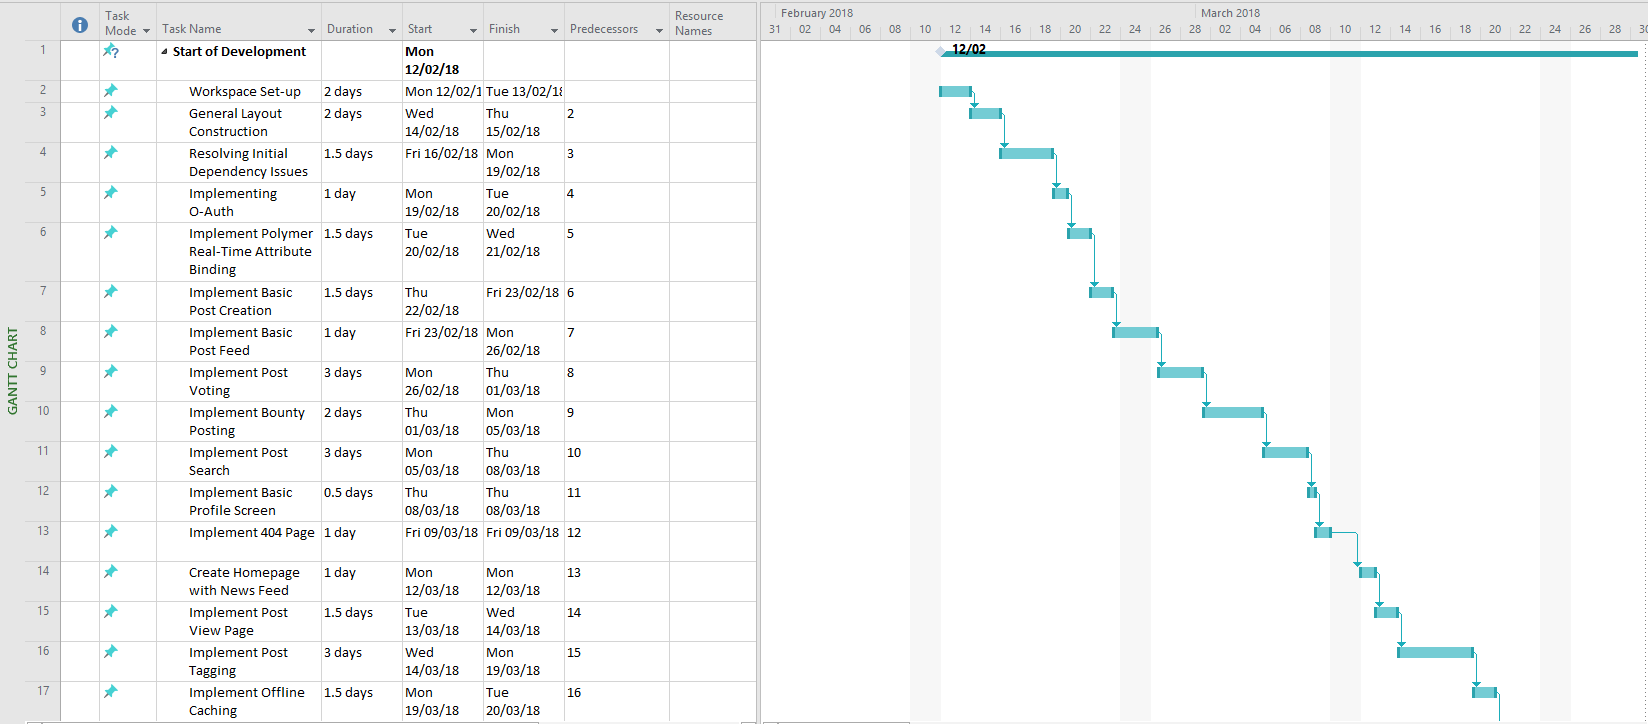 February 2018 March 2018
Task Mode Task Name Duration Start Finish Predecessors Resource Names
31 02 04 06 08 10 12 14 16 18 20 22 24 26 28 02 04 06 08 10 12 14 16 18 20 22 24 26 28 30
1 ? Start of Development Mon 12/02/18
12/02
2 Workspace Set-up 2 days Mon 12/02/1 Tue 13/02/18
3 General Layout Construction 2 days Wed 14/02/18 Thu 15/02/18 2
4 Resolving Initial Dependency Issues 1.5 days Fri 16/02/18 Mon 19/02/18 3
5 Implementing O-Auth 1 day Mon 19/02/18 Tue 20/02/18 4
6 Implement Polymer Real-Time Attribute Binding 1.5 days Tue 20/02/18 Wed 21/02/18 5
7 Implement Basic Post Creation 1.5 days Thu 22/02/18 Fri 23/02/18 6
8 Implement Basic Post Feed 1 day Fri 23/02/18 Mon 26/02/18 7
9 Implement Post Voting 3 days Mon 26/02/18 Thu 01/03/18 8
10 Implement Bounty Posting 2 days Thu 01/03/18 Mon 05/03/18 9
11 Implement Post Search 3 days Mon 05/03/18 Thu 08/03/18 10
12 Implement Basic Profile Screen 0.5 days Thu 08/03/18 Thu 08/03/18 11
13 Implement 404 Page 1 day Fri 09/03/18 Fri 09/03/18 12
14 Create Homepage with News Feed 1 day Mon 12/03/18 Mon 12/03/18 13
15 Implement Post View Page 1.5 days Tue 13/03/18 Wed 14/03/18 14
16 Implement Post Tagging 3 days Wed 14/03/18 Mon 19/03/18 15
17 Implement Offline Caching 1.5 days Mon 19/03/18 Tue 20/03/18 16
GANTT CHART